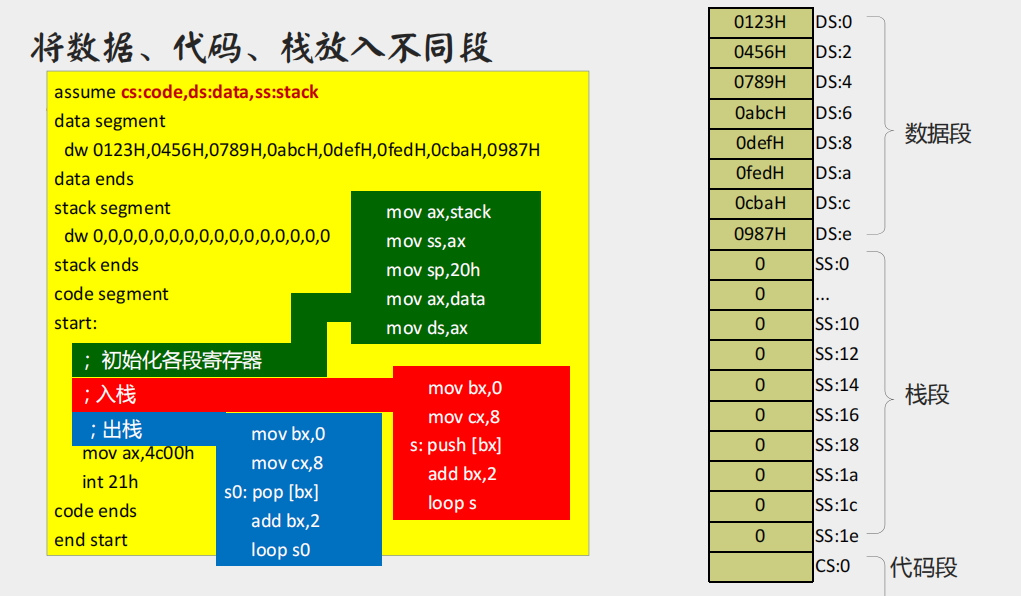 将数据、代码、栈放入不同段
assume cs:code,ds:data,ss:stack
data segment
dw 0123H,0456H,0789H,0abcH,0defH,0fedH,0cbaH,0987H
data ends
stack segment
dw 0,0,0,0,0,0,0,0,0,0,0,0,0,0,0,0
stack ends
code segment
start:
; 初始化各段寄存器
mov ax,stack
mov ss,ax
mov sp,20h
mov ax,data
mov ds,ax
;入栈
mov bx,0
mov cx,8
s: push [bx]
add bx,2
loop s
;出栈
mov bx,0
mov cx,8
s0: pop [bx]
add bx,2
loop s0
mov ax,4c00h
int 21h
code ends
end start
0123H DS:0
0456H DS:2
0789H DS:4
0abcH DS:6
0defH DS:8
0fedH DS:a
0cbaH DS:c
0987H DS:e
数据段
0 SS:0
0 ...
0 SS:10
0 SS:12
0 SS:14
0 SS:16
0 SS:18
0 SS:1a
0 SS:1c
0 SS:1e
栈段
CS:0
代码段